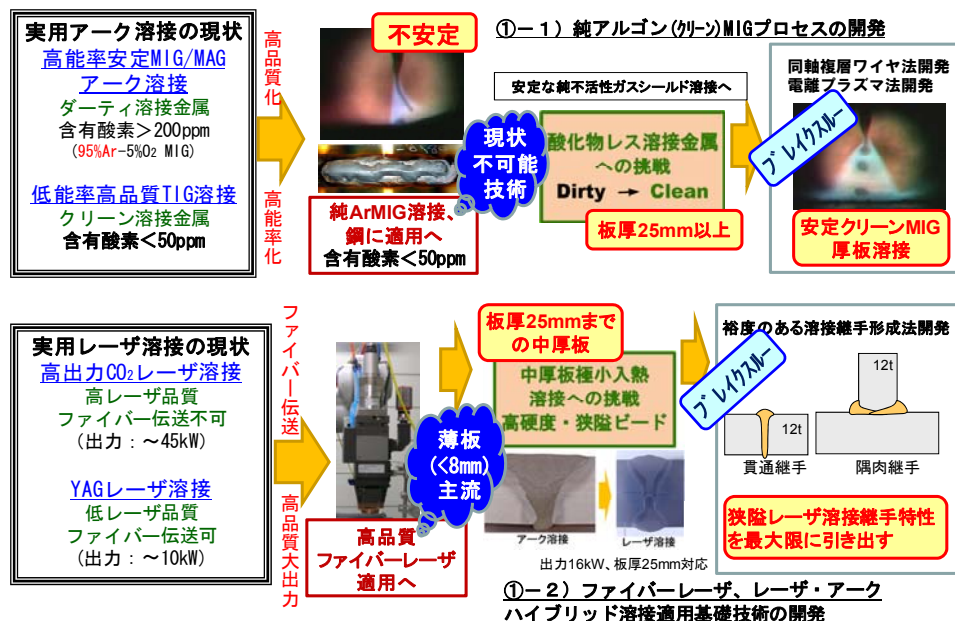 実用アーク溶接の現状
高能率安定MIG/MAG
アーク溶接
ダーティ溶接金属
含有酸素>200ppm
(95%Ar-5%O₂ MIG)
低能率高品質TIG溶接
クリーン溶接金属
含有酸素<50ppm
高品質化
高能率化
不安定
純ArMIG溶接、
鋼に適用へ
含有酸素<50ppm
現状
不可能
技術
①-1) 純アルゴン(クリーン)MIGプロセスの開発
安定な純不活性ガスシールド溶接へ
酸化物レス溶接金属
への挑戦
Dirty → Clean
板厚25mm以上
ブレイクスルー
同軸複層ワイヤ法開発
電離プラズマ法開発
安定クリーンMIG
厚板溶接
実用レーザ溶接の現状
高出力CO₂レーザ溶接
高レーザ品質
ファイバー伝送不可
(出力:~45kW)
YAGレーザ溶接
低レーザ品質
ファイバー伝送可
(出力:~10kW)
ファイバー伝送
高品質大出力
高品質
ファイバーレーザ
適用へ
薄板
(<8mm)
主流
板厚25mmまで
の中厚板
中厚板極小入熱
溶接への挑戦
高硬度・狭隘ビード
アーク溶接
レーザ溶接
出力16kW、板厚25mm対応
ブレイクスルー
裕度のある溶接継手形成法開発
12t
12t
貫通継手
隅肉継手
狭隘レーザ溶接継手特性
を最大限に引き出す
①-2) ファイバーレーザ、レーザ・アーク
ハイブリッド溶接適用基礎技術の開発